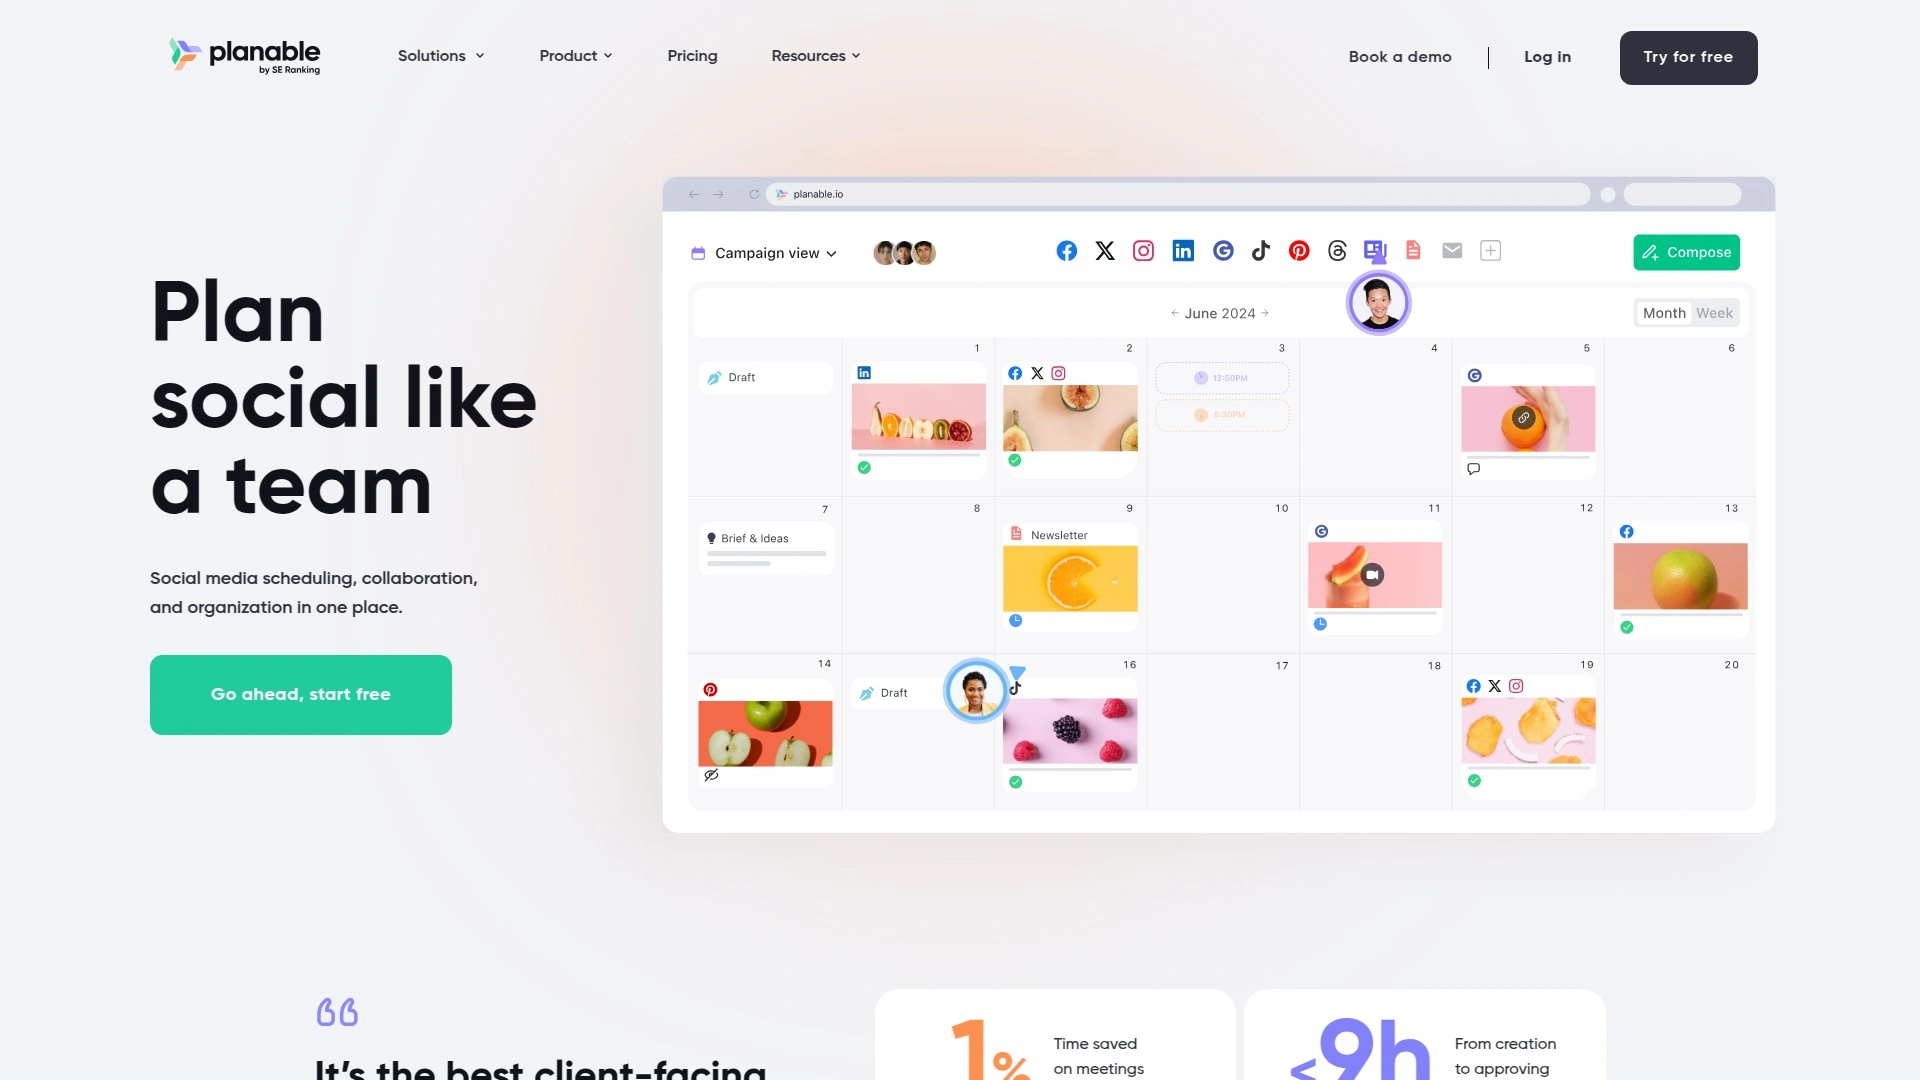 planable
by SE Ranking
Solutions
Product
Pricing
Resources
Book a demo
Log in
Try for free
planable.io
Campaign view
Compose
June 2024
Month
Week
Plan
social like
a team
Social media scheduling, collaboration,
and organization in one place.
Go ahead, start free
1
2
3
4
5
6
Draft
12:50PM
5:30PM
7
8
9
10
11
12
13
Brief & Ideas
Newsletter
14
16
17
18
19
20
Draft
It's the best client-facing
1%
Time saved
on meetings
<9h
From creation
to approving